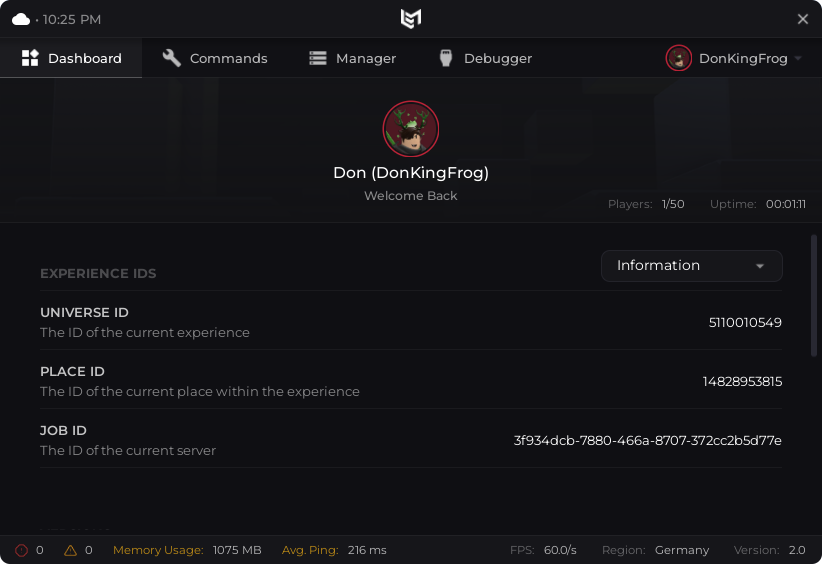 • 10:25 PM
Dashboard Commands Manager Debugger DonKingFrog
Don (DonKingFrog)
Welcome Back
Players: 1/50 Uptime: 00:01:11
EXPERIENCE IDS Information
UNIVERSE ID
The ID of the current experience
5110010549
PLACE ID
The ID of the current place within the experience
14828953815
JOB ID
The ID of the current server
3f934dcb-7880-466a-8707-372cc2b5d77e
0 0 Memory Usage: 1075 MB Avg. Ping: 216 ms FPS: 60.0/s Region: Germany Version: 2.0